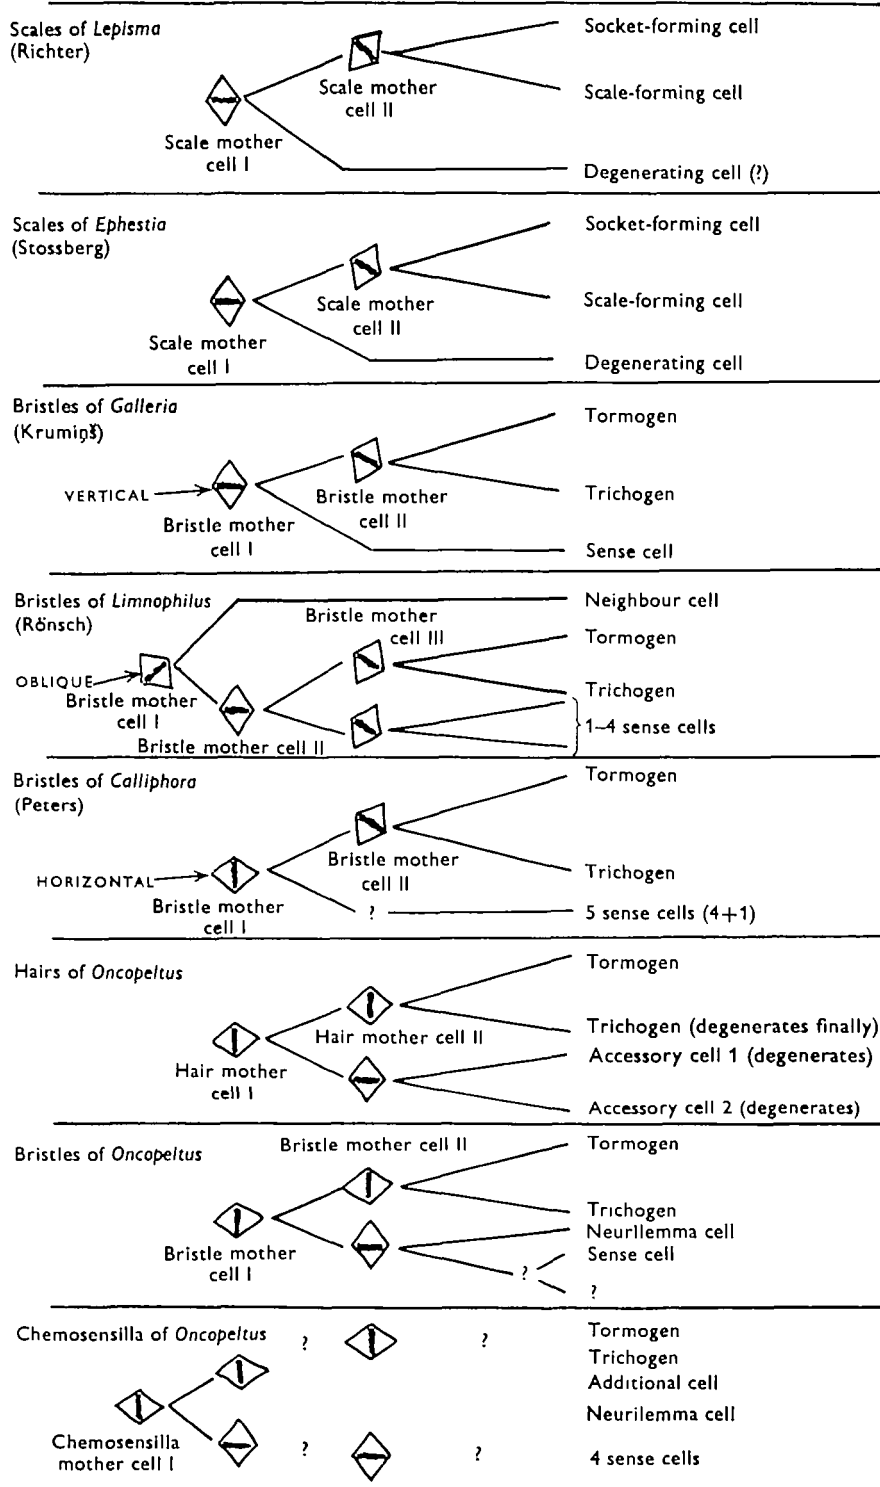 Scales of Lepisma
(Richter)
Socket-forming cell
Scale mother
cell II
Scale-forming cell
Scale mother
cell I
Degenerating cell (?)
Scales of Ephestia
(Stossberg)
Socket-forming cell
Scale mother
cell II
Scale-forming cell
Scale mother
cell I
Degenerating cell
Bristles of Galleria
(Krumiņš)
Tormogen
VERTICAL
Bristle mother
cell II
Trichogen
Bristle mother
cell I
Sense cell
Bristles of Limnophilus
(Rönsch)
Neighbour cell
Bristle mother
cell III
Tormogen
OBLIQUE
Bristle mother
cell I
Trichogen
Bristle mother cell II
1–4 sense cells
Bristles of Calliphora
(Peters)
Tormogen
Bristle mother
cell II
HORIZONTAL
Trichogen
Bristle mother
cell I
?
5 sense cells (4+1)
Hairs of Oncopeltus
Tormogen
Hair mother cell II
Trichogen (degenerates finally)
Hair mother
cell I
Accessory cell 1 (degenerates)
Accessory cell 2 (degenerates)
Bristles of Oncopeltus
Bristle mother cell II
Tormogen
Trichogen
Bristle mother
cell I
Neurilemma cell
?
Sense cell
?
Chemosensilla of Oncopeltus
?
?
Tormogen
Trichogen
Additional cell
Neurilemma cell
Chemosensilla
mother cell I
?
?
4 sense cells